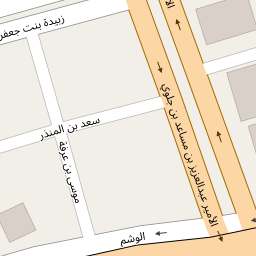 زبيدة بنت جعفر
سعد بن المنذر
موسى بن عرفة
الأمير عبدالعزيز بن مساعد بن جلوي
الوشم